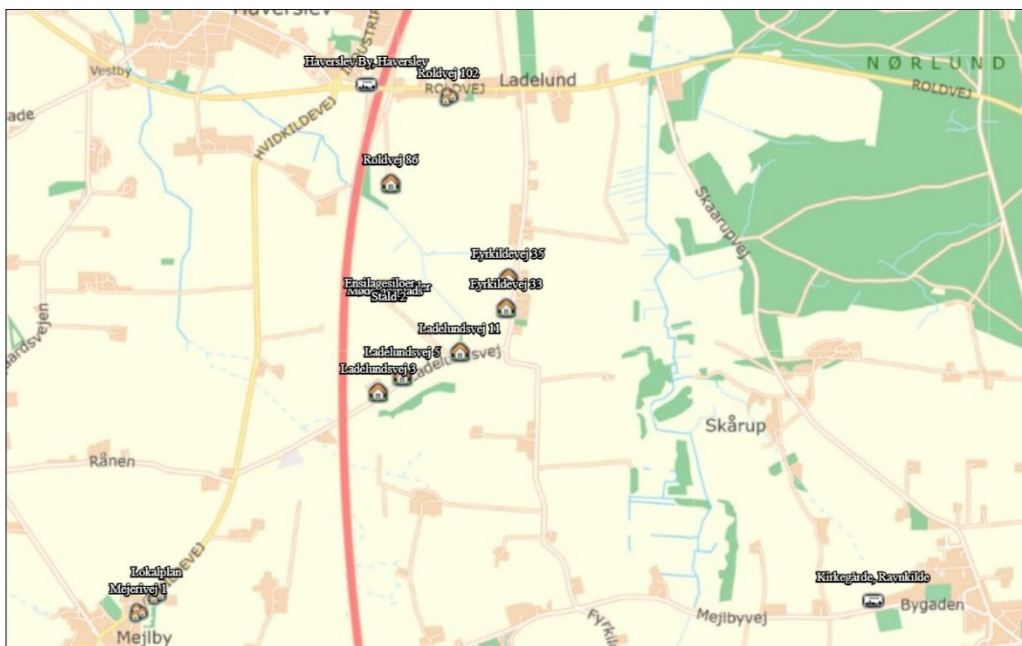 Haverslev
Vestby
Haverslev By, Haverslev
Roldvej 102
ROLDVEJ
Ladelund
NØRLUND
ROLDVEJ
HVIDKILDEVEJ
Roldvej 86
Skaarupvej
Fyrkildevej 35
Ensilagesiloer
Stald 2
Fyrkildevej 33
Ladelundsvej 11
Ladelundsvej 5
Ladelundsvej
Ladelundsvej 3
Skårup
Rånen
Lokalplan
Mejerivej 1
Kirkegårde, Ravnkilde
Bygaden
Mejlbyvej
Mejlby